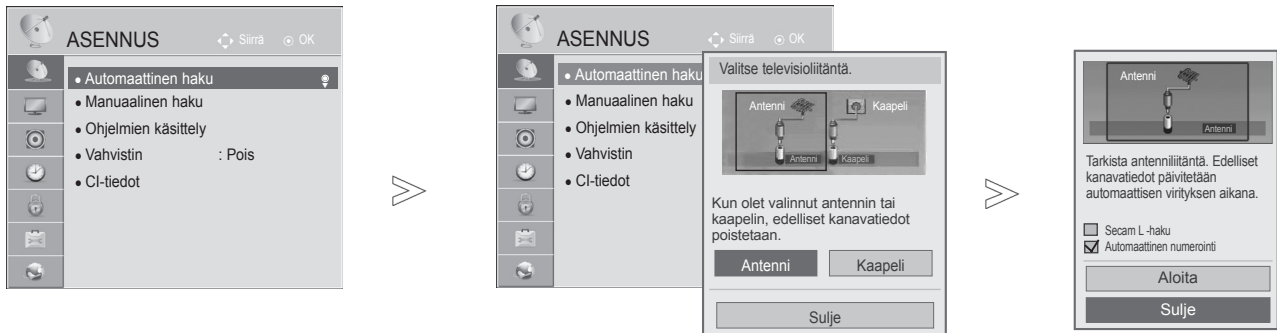 ASENNUS
Siirrä OK
• Automaattinen haku
• Manuaalinen haku
• Ohjelmien käsittely
• Vahvistin : Pois
• CI-tiedot
ASENNUS
Siirrä OK
• Automaattinen haku
• Manuaalinen haku
• Ohjelmien käsittely
• Vahvistin
• CI-tiedot
Valitse televisioliitäntä.
Antenni
Kaapeli
Antenni
Kaapeli
Kun olet valinnut antennin tai
kaapelin, edelliset kanavatiedot
poistetaan.
Antenni
Kaapeli
Sulje
Antenni
Antenni
Tarkista antenniliitäntä. Edelliset
kanavatiedot päivitetään
automaattisen virityksen aikana.
Secam L -haku
Automaattinen numerointi
Aloita
Sulje